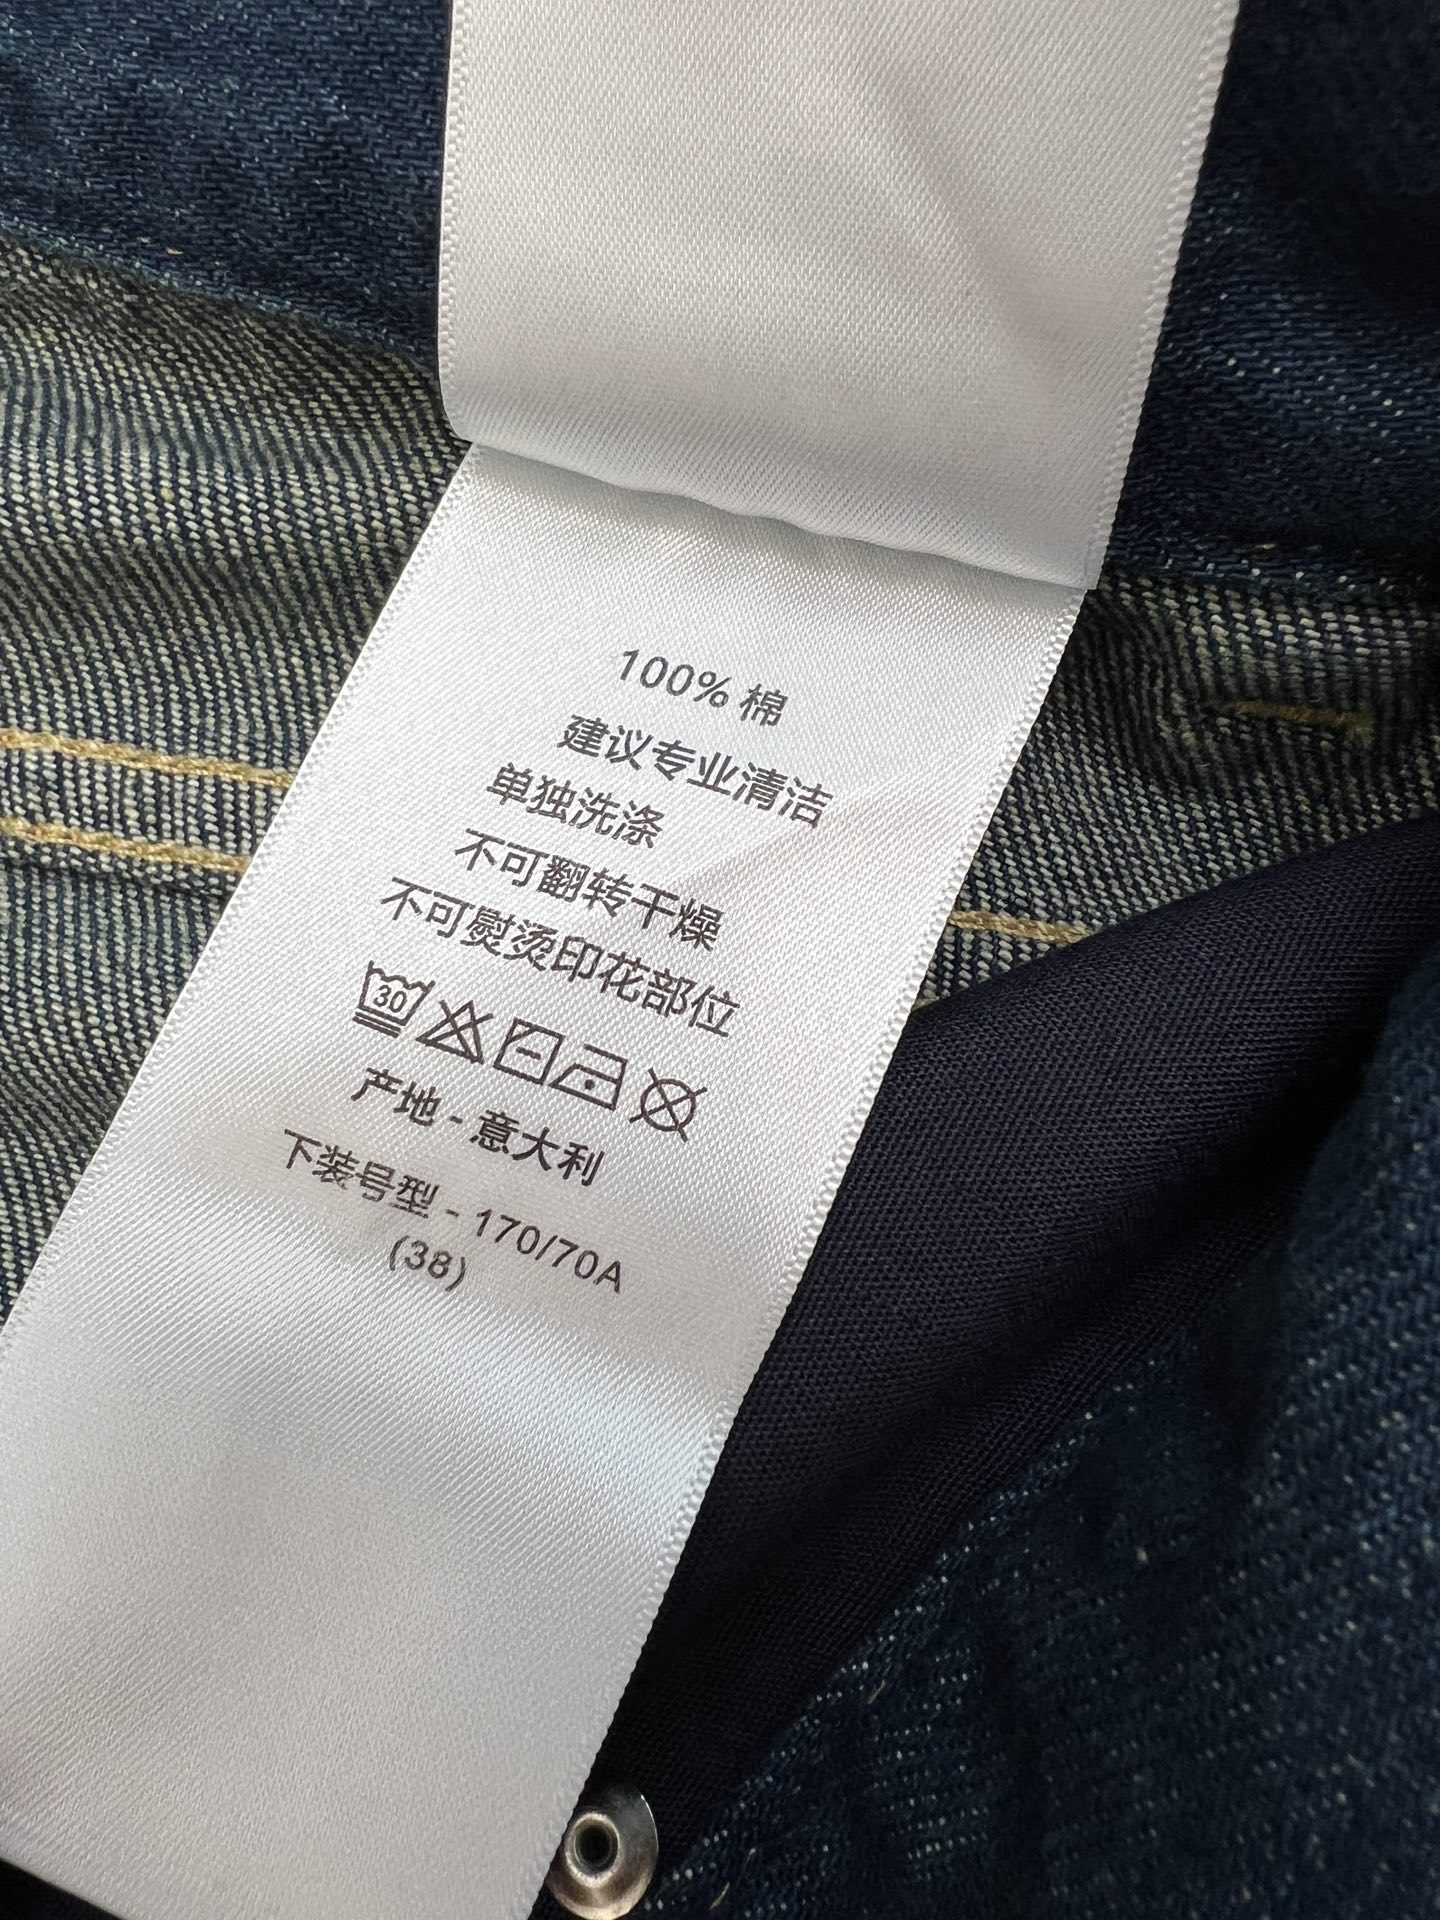 100% 棉
建议专业清洁
单独洗涤
不可翻转干燥
不可熨烫印花部位
30
产地 - 意大利
下装号型 - 170/70A
(38)